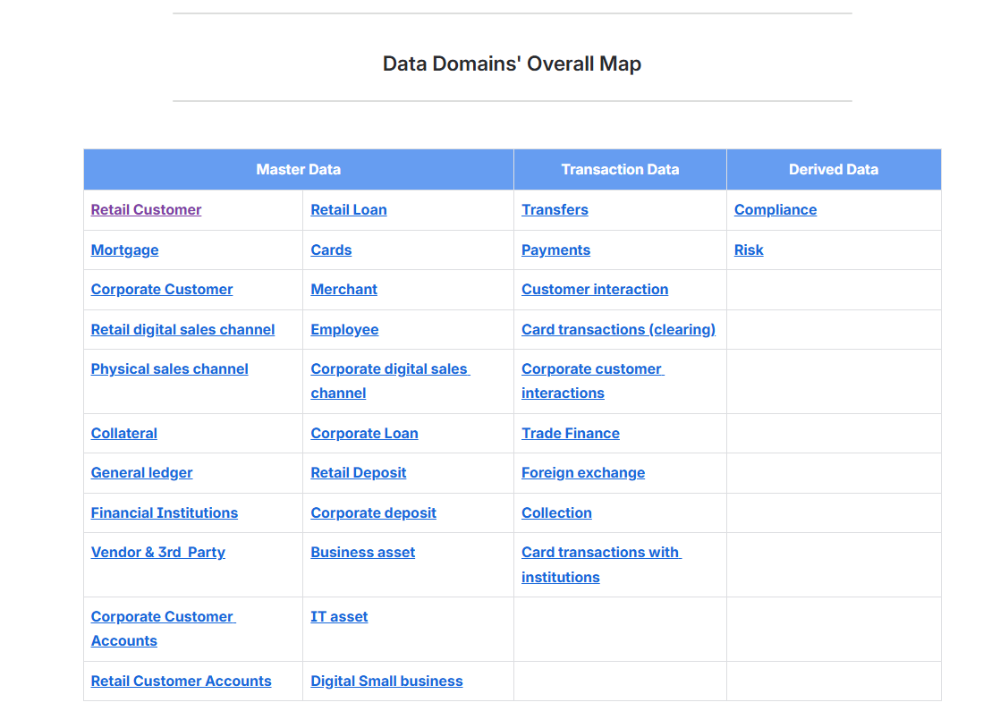 Data Domains' Overall Map
Master Data Transaction Data Derived Data
Retail Customer Retail Loan Transfers Compliance
Mortgage Cards Payments Risk
Corporate Customer Merchant Customer interaction
Retail digital sales channel Employee Card transactions (clearing)
Physical sales channel Corporate digital sales Corporate customer
channel interactions
Collateral Corporate Loan Trade Finance
General ledger Retail Deposit Foreign exchange
Financial Institutions Corporate deposit Collection
Vendor & 3rd  Party Business asset Card transactions with
institutions
Corporate Customer IT asset
Accounts
Retail Customer Accounts Digital Small business